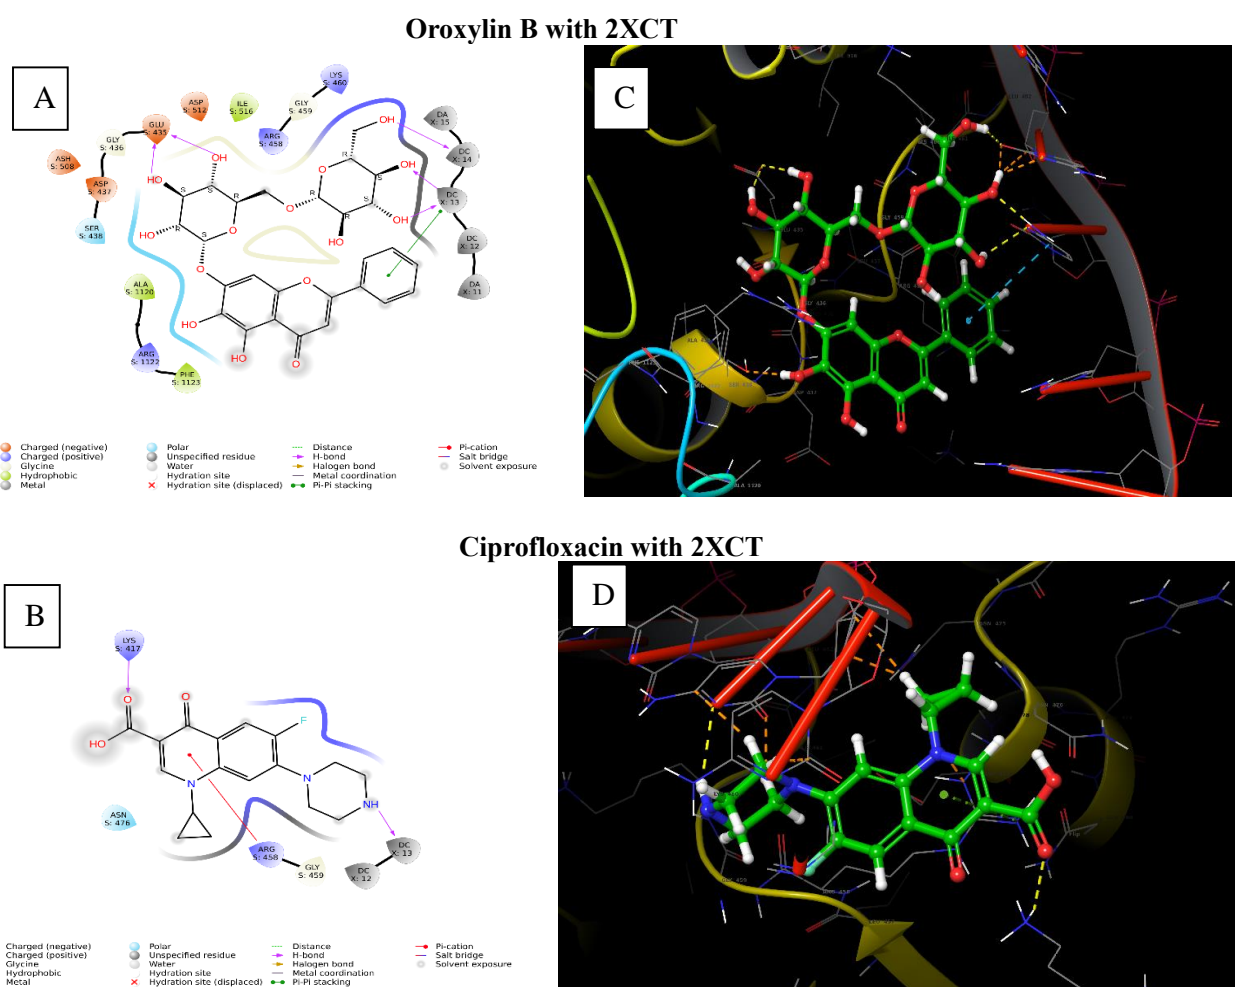 Oroxylin B with 2XCT
A
LYS
S: 460
ASP
S: 512
ILE
S: 516
GLY
S: 459
GLU
S: 435
ARG
S: 458
DA
X: 15
GLY
S: 436
DC
X: 14
ASH
S: 508
ASP
S: 437
DC
X: 13
SER
S: 438
DC
X: 12
DA
X: 11
ALA
S: 1120
ARG
S: 1122
PHE
S: 1123
OH
OH
HO
OH
HO
OH
HO
OH
O
O
O
O
O
HO
HO
O
R
S
Charged (negative)
Charged (positive)
Glycine
Hydrophobic
Metal
Polar
Unspecified residue
Water
Hydration site
Hydration site (displaced)
Distance
H-bond
Halogen bond
Metal coordination
Pi-Pi stacking
Pi-cation
Salt bridge
Solvent exposure
C
Ciprofloxacin with 2XCT
B
LYS
S: 417
O
O
HO
F
N
N
NH
ASN
S: 476
ARG
S: 458
GLY
S: 459
DC
X: 13
DC
X: 12
Charged (negative)
Charged (positive)
Glycine
Hydrophobic
Metal
Polar
Unspecified residue
Water
Hydration site
Hydration site (displaced)
Distance
H-bond
Halogen bond
Metal coordination
Pi-Pi stacking
Pi-cation
Salt bridge
Solvent exposure
D